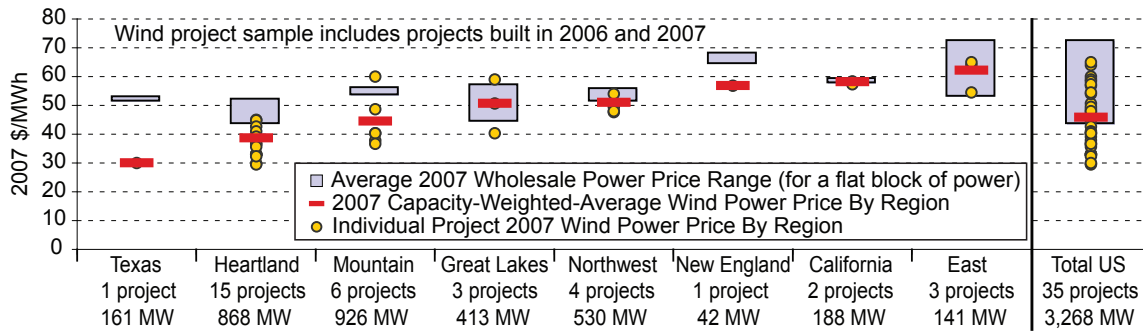 80
70
60
50
40
30
20
10
0
2007 $/MWh
Wind project sample includes projects built in 2006 and 2007
Average 2007 Wholesale Power Price Range (for a flat block of power)
2007 Capacity-Weighted-Average Wind Power Price By Region
Individual Project 2007 Wind Power Price By Region
Texas
1 project
161 MW
Heartland
15 projects
868 MW
Mountain
6 projects
926 MW
Great Lakes
3 projects
413 MW
Northwest
4 projects
530 MW
New England
1 project
42 MW
California
2 projects
188 MW
East
3 projects
141 MW
Total US
35 projects
3,268 MW